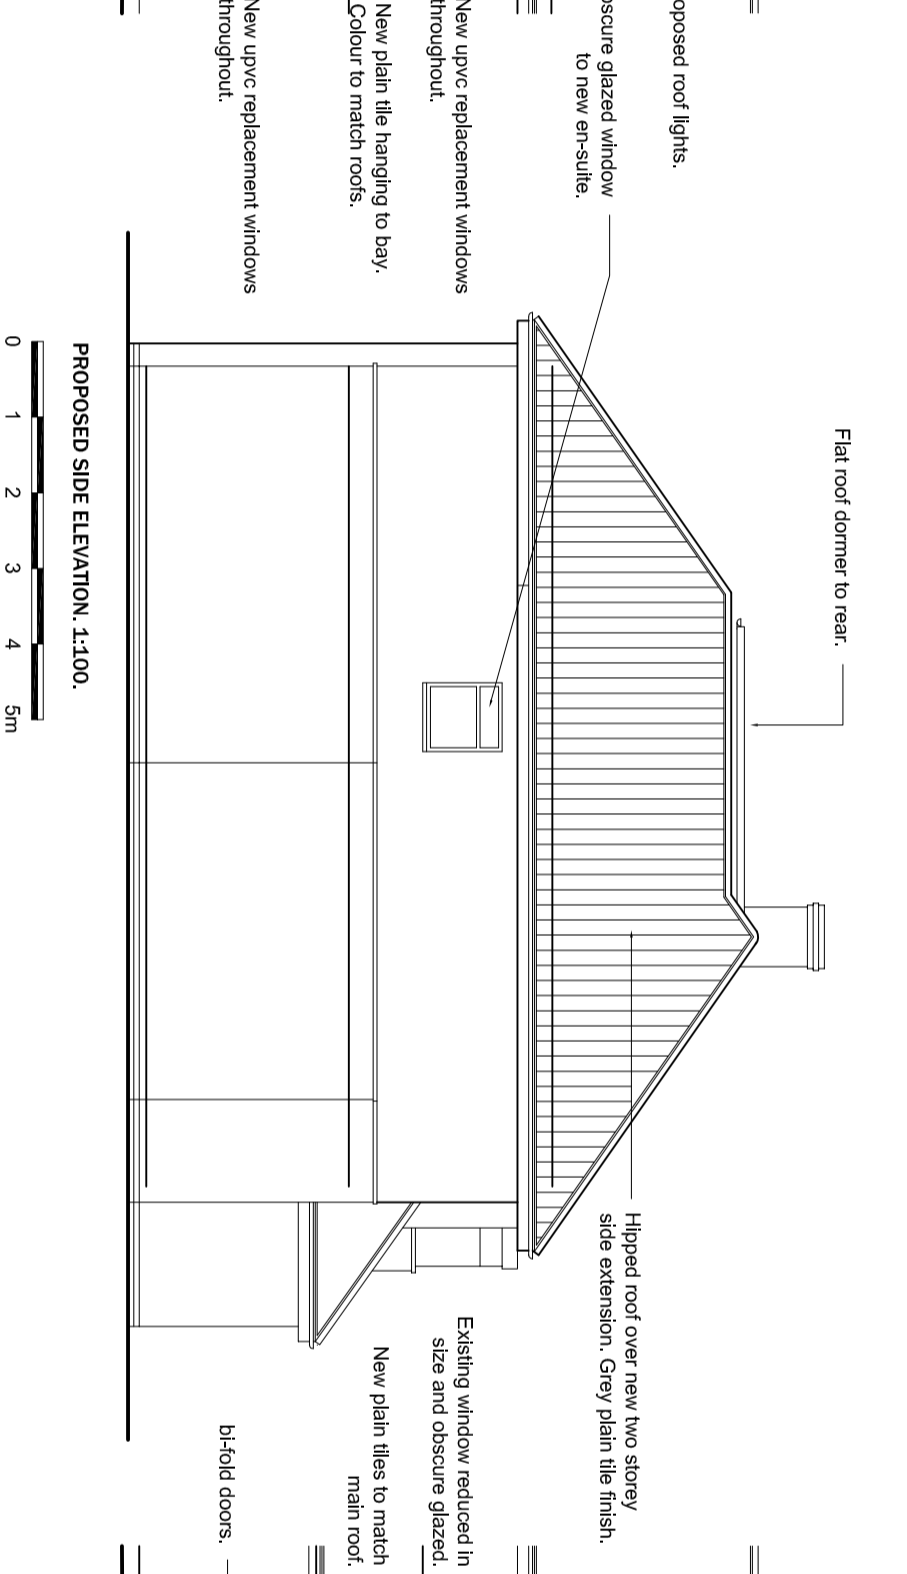 Flat roof dormer to rear.
oposed roof lights.
scure glazed window
to new en-suite.
New upvc replacement windows
throughout.
New plain tile hanging to bay.
Colour to match roofs.
New upvc replacement windows
throughout.
Hipped roof over new two storey
side extension. Grey plain tile finish.
Existing window reduced in
size and obscure glazed.
New plain tiles to match
main roof.
bi-fold doors.
PROPOSED SIDE ELEVATION. 1:100.
0 1 2 3 4 5m